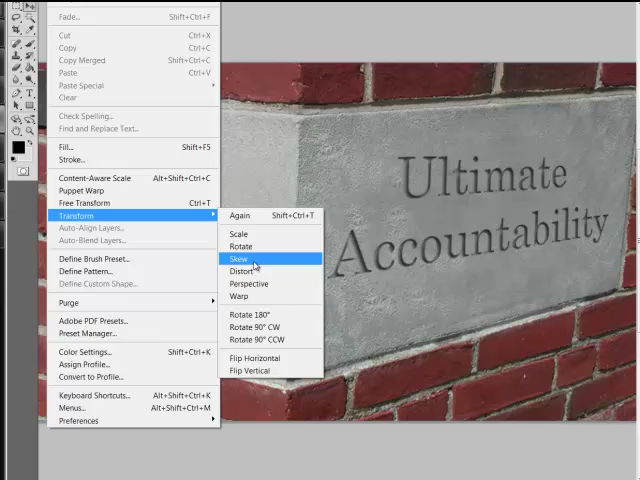 Fade... Shift+Ctrl+F
Cut Ctrl+X
Copy Ctrl+C
Copy Merged Shift+Ctrl+C
Paste Ctrl+V
Paste Special
Clear
Check Spelling...
Find and Replace Text...
Fill... Shift+F5
Stroke...
Content-Aware Scale Alt+Shift+Ctrl+C
Puppet Warp
Free Transform Ctrl+T
Transform
Auto-Align Layers...
Auto-Blend Layers...
Define Brush Preset...
Define Pattern...
Define Custom Shape...
Purge
Adobe PDF Presets...
Preset Manager...
Color Settings... Shift+Ctrl+K
Assign Profile...
Convert to Profile...
Keyboard Shortcuts... Alt+Shift+Ctrl+K
Menus... Alt+Shift+Ctrl+M
Preferences
Again Shift+Ctrl+T
Scale
Rotate
Skew
Distort
Perspective
Warp
Rotate 180°
Rotate 90° CW
Rotate 90° CCW
Flip Horizontal
Flip Vertical
Ultimate
Accountability